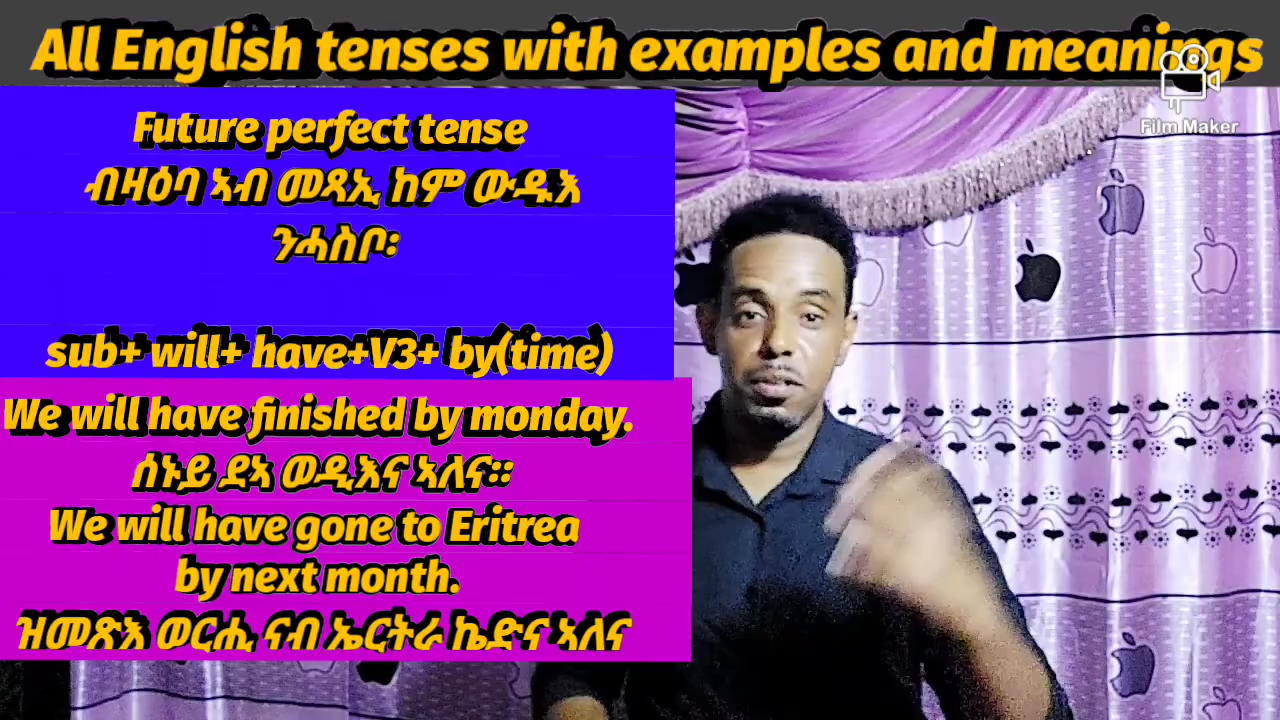 All English tenses with examples and meanings
Film Maker
Future perfect tense
ብዛዕባ ኣብ መጻኢ ከም ውዱእ
ንሓስቦ፡
sub+ will+ have+V3+ by(time)
We will have finished by monday.
ሰኑይ ደኣ ወዲእና ኣለና።
We will have gone to Eritrea
by next month.
ዝመጽእ ወርሒ ናብ ኤርትራ ኬድና ኣለና